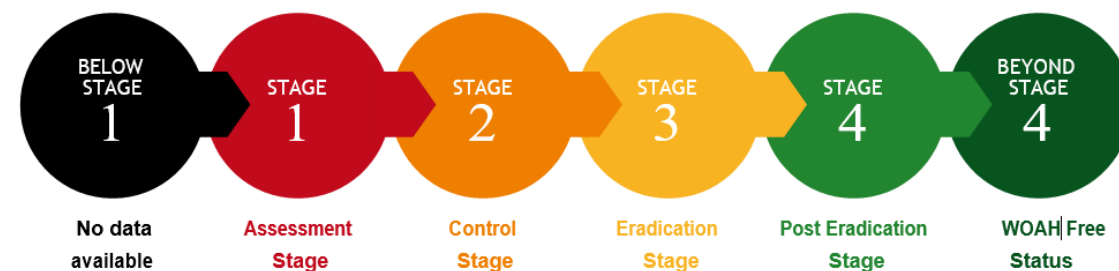 BELOW
STAGE
1
STAGE
1
STAGE
2
STAGE
3
STAGE
4
BEYOND
STAGE
4
No data
available
Assessment
Stage
Control
Stage
Eradication
Stage
Post Eradication
Stage
WOAH Free
Status